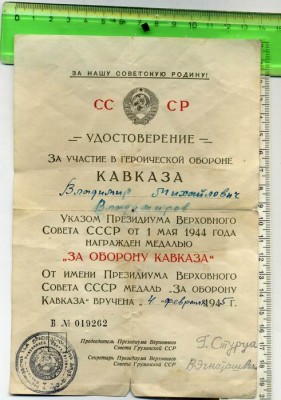 ЗА НАШУ СОВЕТСКУЮ РОДИНУ!
СС СР
УДОСТОВЕРЕНИЕ
ЗА УЧАСТИЕ В ГЕРОИЧЕСКОЙ ОБОРОНЕ
КАВКАЗА
Владимир Михайлович
Владимиров
УКАЗОМ ПРЕЗИДИУМА ВЕРХОВНОГО
СОВЕТА СССР ОТ 1 МАЯ 1944 ГОДА
НАГРАЖДЕН МЕДАЛЬЮ
„ЗА ОБОРОНУ КАВКАЗА“
ОТ ИМЕНИ ПРЕЗИДИУМА ВЕРХОВНОГО
СОВЕТА СССР МЕДАЛЬ „ЗА ОБОРОНУ
КАВКАЗА“ ВРУЧЕНА „4 февраля 1945 г.
В № 019262
Председатель Президиума Верховного
Совета Грузинской ССР
Г. Стуруа
Секретарь Президиума Верховного
Совета Грузинской ССР
В. Эгнаташвили